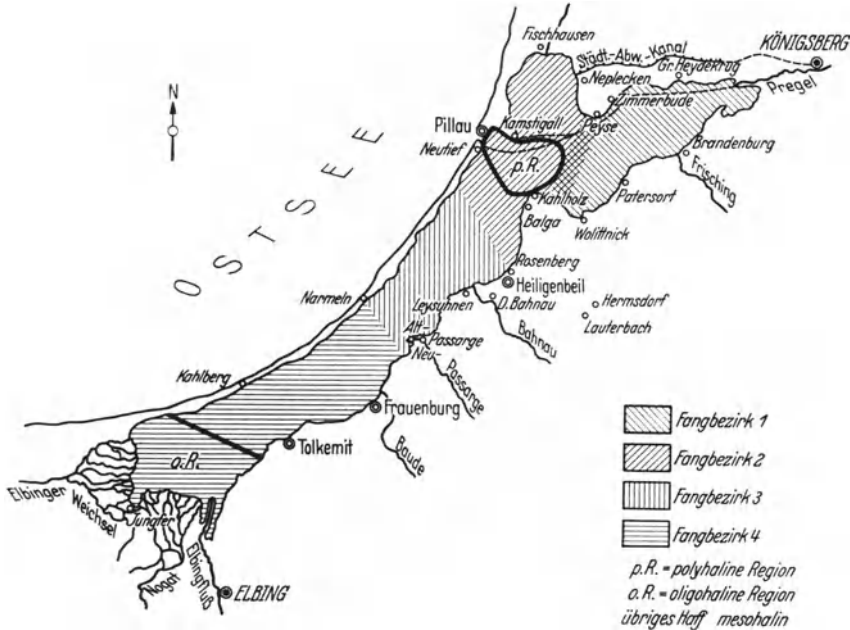 Fischhausen
Städt.-Abw.-Kanal
KÖNIGSBERG
Gr. Heydekrug
Neplecken
Zimmerbude
Pregel
N
Pillau
Kamstigall
Peyse
Neutief
Brandenburg
p.R.
Frisching
Kahlholz
Patersort
Balga
Wolittnick
OSTSEE
Rosenberg
Heiligenbeil
Narmeln
Leysuhnen
D. Bahnau
Hermsdorf
Lauterbach
Bahnau
Alt-
Passarge
Neu-
Passarge
Kahlberg
Frauenburg
Baude
Tolkemit
o.R.
Elbinger
Weichsel
Jungfer
Nogat
Elbingfluß
ELBING
Fangbezirk 1
Fangbezirk 2
Fangbezirk 3
Fangbezirk 4
p.R. = polyhaline Region
o.R. = oligohaline Region
übriges Haff mesohalin